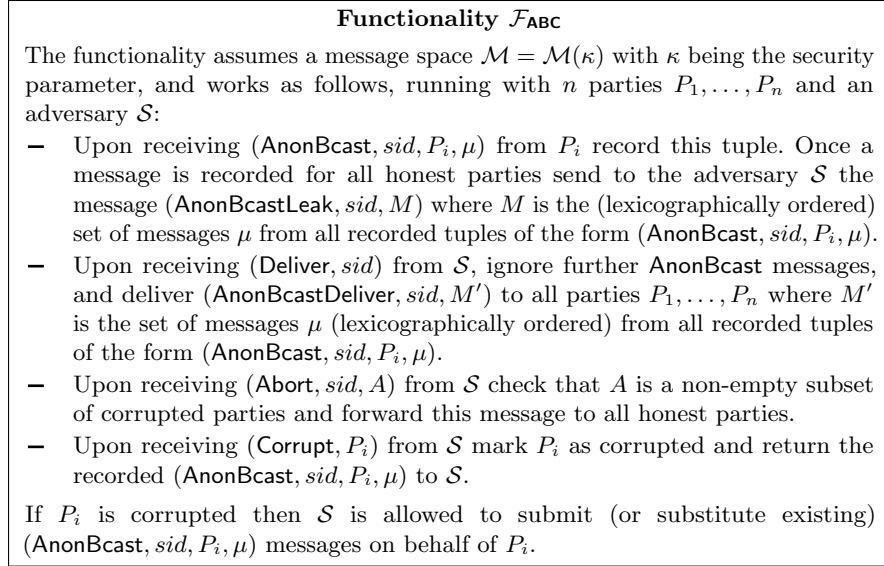 Functionality 𝓕ABC
The functionality assumes a message space ℳ = ℳ(κ) with κ being the security
parameter, and works as follows, running with n parties P₁, . . . , Pₙ and an
adversary 𝒮:
– Upon receiving (AnonBcast, sid, Pᵢ, μ) from Pᵢ record this tuple. Once a
message is recorded for all honest parties send to the adversary 𝒮 the
message (AnonBcastLeak, sid, M) where M is the (lexicographically ordered)
set of messages μ from all recorded tuples of the form (AnonBcast, sid, Pᵢ, μ).
– Upon receiving (Deliver, sid) from 𝒮, ignore further AnonBcast messages,
and deliver (AnonBcastDeliver, sid, M′) to all parties P₁, . . . , Pₙ where M′
is the set of messages μ (lexicographically ordered) from all recorded tuples
of the form (AnonBcast, sid, Pᵢ, μ).
– Upon receiving (Abort, sid, A) from 𝒮 check that A is a non-empty subset
of corrupted parties and forward this message to all honest parties.
– Upon receiving (Corrupt, Pᵢ) from 𝒮 mark Pᵢ as corrupted and return the
recorded (AnonBcast, sid, Pᵢ, μ) to 𝒮.
If Pᵢ is corrupted then 𝒮 is allowed to submit (or substitute existing)
(AnonBcast, sid, Pᵢ, μ) messages on behalf of Pᵢ.